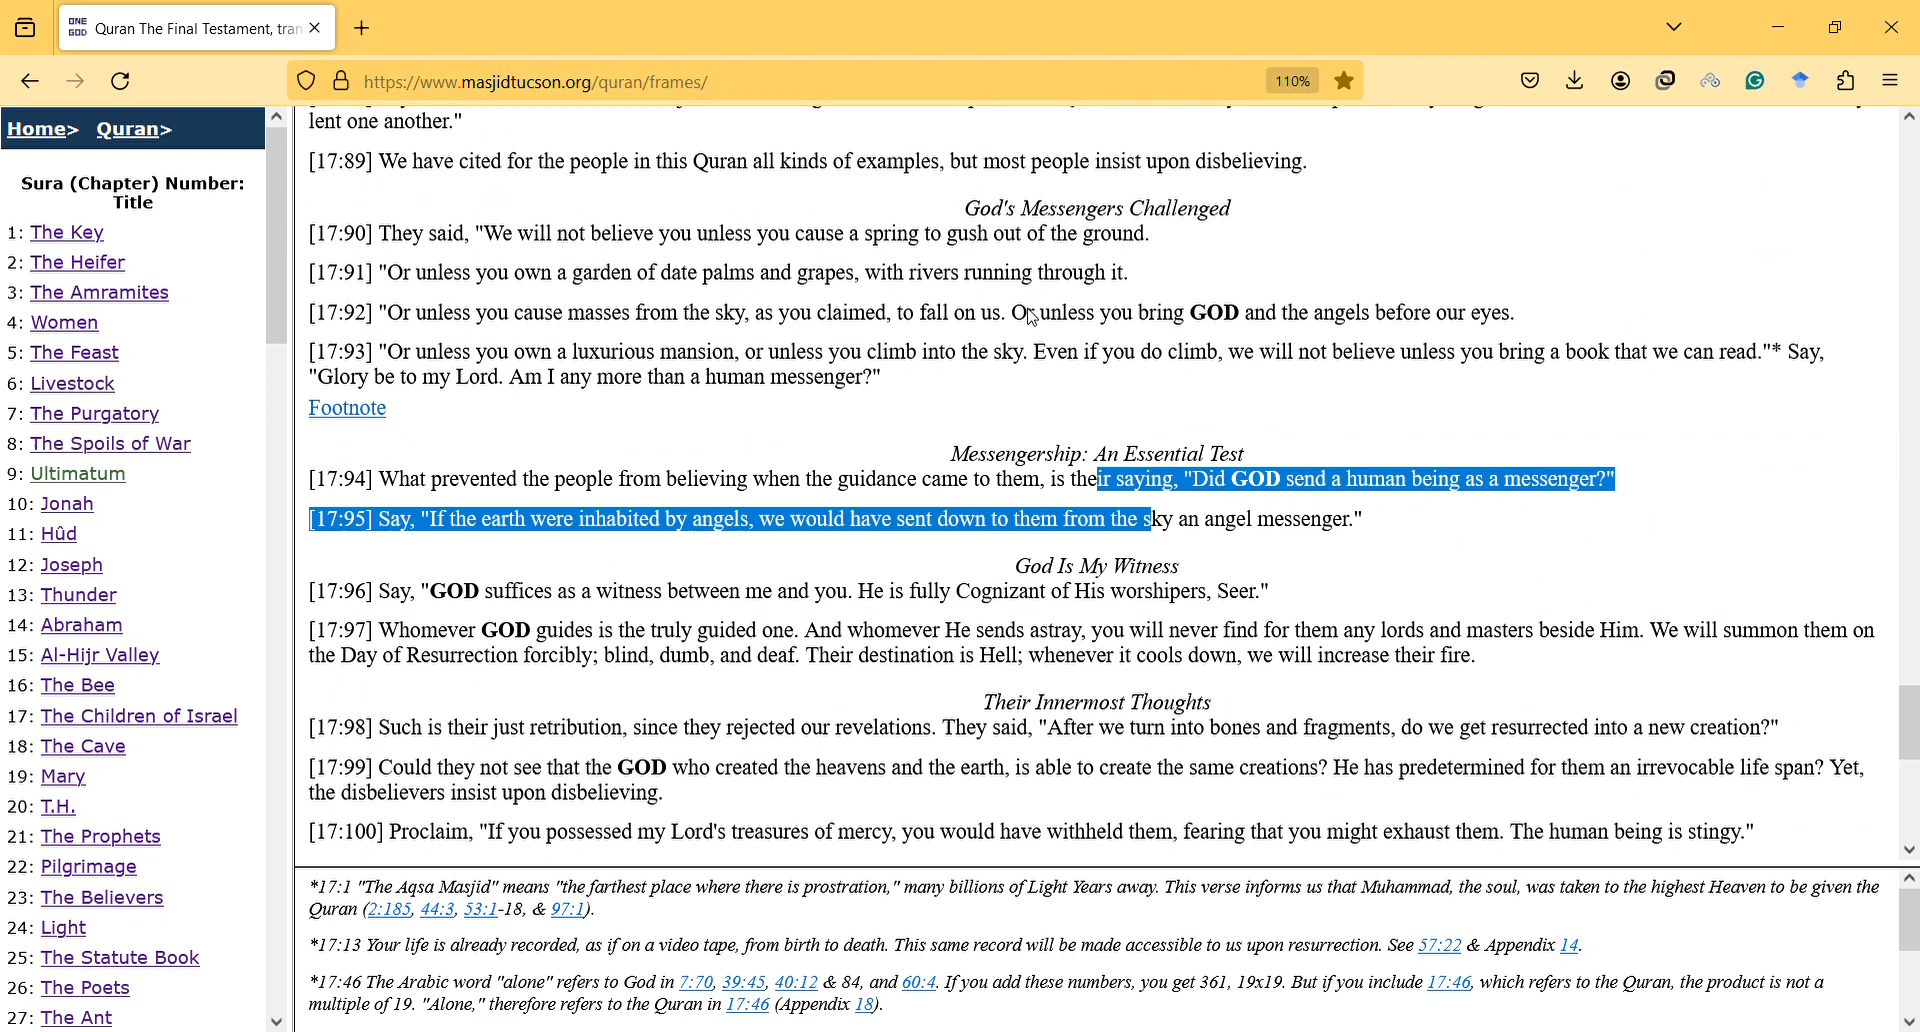 ONE
GOD
Quran The Final Testament, tran
https://www.masjidtucson.org/quran/frames/
110%
Home> Quran>
Sura (Chapter) Number:
Title
1: The Key
2: The Heifer
3: The Amramites
4: Women
5: The Feast
6: Livestock
7: The Purgatory
8: The Spoils of War
9: Ultimatum
10: Jonah
11: Hûd
12: Joseph
13: Thunder
14: Abraham
15: Al-Hijr Valley
16: The Bee
17: The Children of Israel
18: The Cave
19: Mary
20: T.H.
21: The Prophets
22: Pilgrimage
23: The Believers
24: Light
25: The Statute Book
26: The Poets
27: The Ant
lent one another."
[17:89] We have cited for the people in this Quran all kinds of examples, but most people insist upon disbelieving.
God's Messengers Challenged
[17:90] They said, "We will not believe you unless you cause a spring to gush out of the ground.
[17:91] "Or unless you own a garden of date palms and grapes, with rivers running through it.
[17:92] "Or unless you cause masses from the sky, as you claimed, to fall on us. Or unless you bring GOD and the angels before our eyes.
[17:93] "Or unless you own a luxurious mansion, or unless you climb into the sky. Even if you do climb, we will not believe unless you bring a book that we can read."* Say,
"Glory be to my Lord. Am I any more than a human messenger?"
Footnote
Messengership: An Essential Test
[17:94] What prevented the people from believing when the guidance came to them, is their saying, "Did GOD send a human being as a messenger?"
[17:95] Say, "If the earth were inhabited by angels, we would have sent down to them from the sky an angel messenger."
God Is My Witness
[17:96] Say, "GOD suffices as a witness between me and you. He is fully Cognizant of His worshipers, Seer."
[17:97] Whomever GOD guides is the truly guided one. And whomever He sends astray, you will never find for them any lords and masters beside Him. We will summon them on
the Day of Resurrection forcibly; blind, dumb, and deaf. Their destination is Hell; whenever it cools down, we will increase their fire.
Their Innermost Thoughts
[17:98] Such is their just retribution, since they rejected our revelations. They said, "After we turn into bones and fragments, do we get resurrected into a new creation?"
[17:99] Could they not see that the GOD who created the heavens and the earth, is able to create the same creations? He has predetermined for them an irrevocable life span? Yet,
the disbelievers insist upon disbelieving.
[17:100] Proclaim, "If you possessed my Lord's treasures of mercy, you would have withheld them, fearing that you might exhaust them. The human being is stingy."
*17:1 "The Aqsa Masjid" means "the farthest place where there is prostration," many billions of Light Years away. This verse informs us that Muhammad, the soul, was taken to the highest Heaven to be given the
Quran (2:185, 44:3, 53:1-18, & 97:1).
*17:13 Your life is already recorded, as if on a video tape, from birth to death. This same record will be made accessible to us upon resurrection. See 57:22 & Appendix 14.
*17:46 The Arabic word "alone" refers to God in 7:70, 39:45, 40:12 & 84, and 60:4. If you add these numbers, you get 361, 19x19. But if you include 17:46, which refers to the Quran, the product is not a
multiple of 19. "Alone," therefore refers to the Quran in 17:46 (Appendix 18).